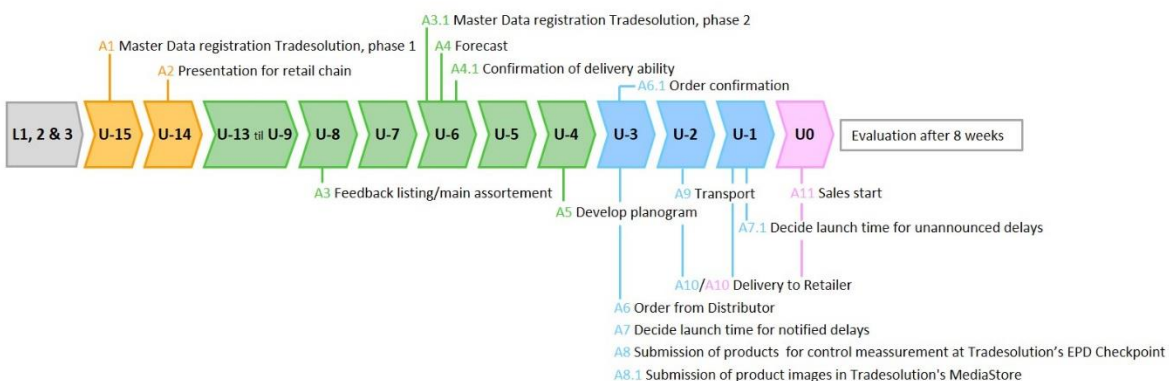 A3.1 Master Data registration Tradesolution, phase 2
A1 Master Data registration Tradesolution, phase 1
A4 Forecast
A2 Presentation for retail chain
A4.1 Confirmation of delivery ability
A6.1 Order confirmation
L1, 2 & 3
U-15
U-14
U-13 til U-9
U-8
U-7
U-6
U-5
U-4
U-3
U-2
U-1
U0
Evaluation after 8 weeks
A3 Feedback listing/main assortement
A9 Transport
A11 Sales start
A5 Develop planogram
A7.1 Decide launch time for unannounced delays
A10/A10 Delivery to Retailer
A6 Order from Distributor
A7 Decide launch time for notified delays
A8 Submission of products for control meassurement at Tradesolution's EPD Checkpoint
A8.1 Submission of product images in Tradesolution's MediaStore